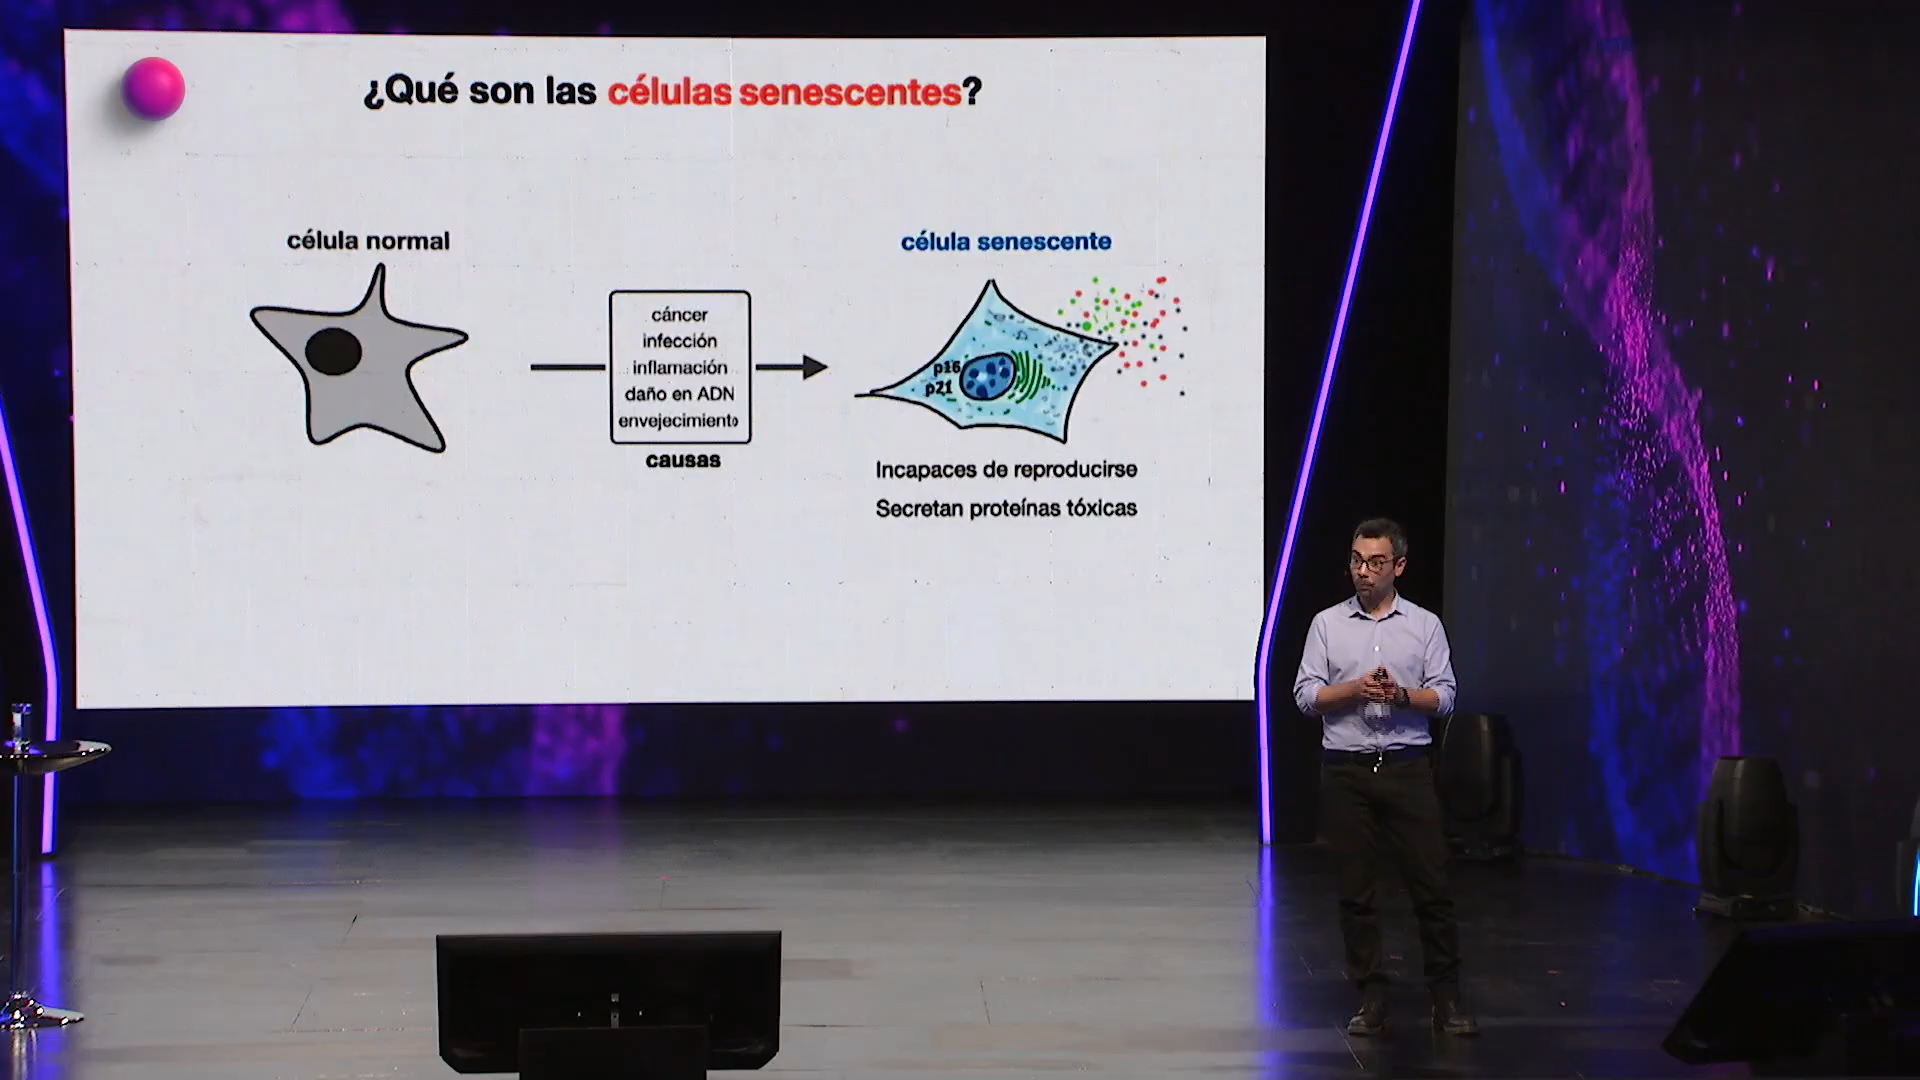 ¿Qué son las células senescentes?
célula normal
célula senescente
cáncer
infección
inflamación
daño en ADN
envejecimiento
causas
p16
p21
Incapaces de reproducirse
Secretan proteínas tóxicas